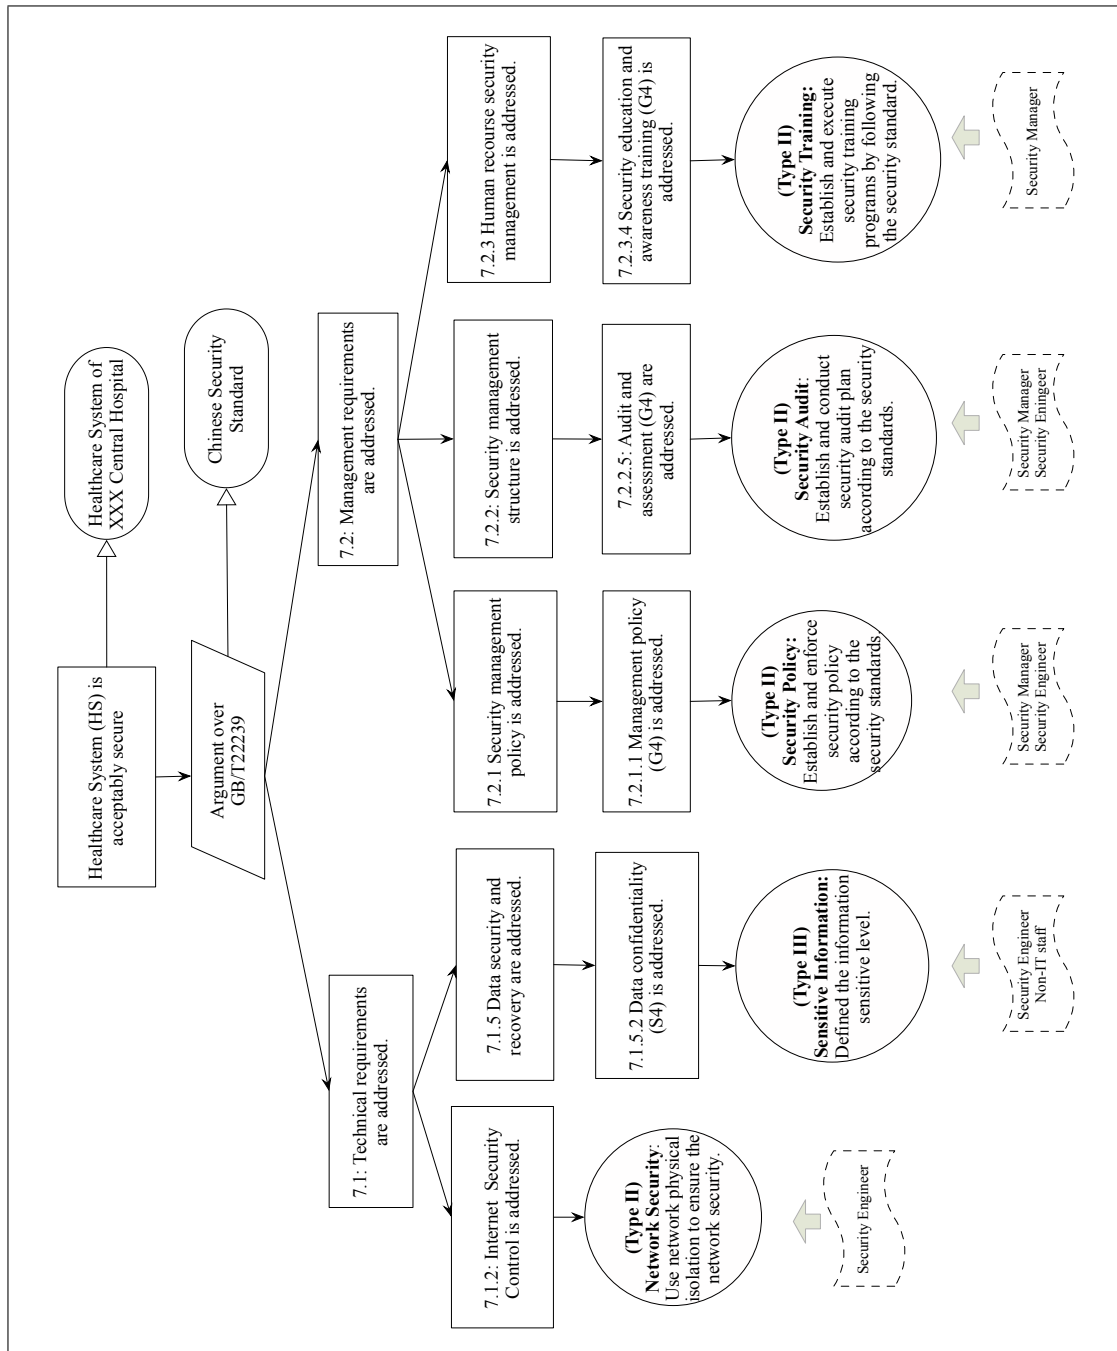 Healthcare System (HS) is
acceptably secure
Healthcare System of
XXX Central Hospital
Argument over
GB/T22239
Chinese Security
Standard
7.1: Technical requirements
are addressed.
7.2: Management requirements
are addressed.
7.1.2: Internet Security
Control is addressed.
7.1.5 Data security and
recovery are addressed.
7.2.1 Security management
policy is addressed.
7.2.2: Security management
structure is addressed.
7.2.3 Human recourse security
management is addressed.
7.1.5.2 Data confidentiality
(S4) is addressed.
7.2.1.1 Management policy
(G4) is addressed.
7.2.2.5: Audit and
assessment (G4) are
addressed.
7.2.3.4 Security education and
awareness training (G4) is
addressed.
(Type II)
Network Security:
Use network physical
isolation to ensure the
network security.
(Type III)
Sensitive Information:
Defined the information
sensitive level.
(Type II)
Security Policy:
Establish and enforce
security policy
according to the
security standards.
(Type II)
Security Audit:
Establish and conduct
security audit plan
according to the security
standards.
(Type II)
Security Training:
Establish and execute
security training
programs by following
the security standard.
Security Engineer
Security Engineer
Non-IT staff
Security Manager
Security Engineer
Security Manager
Security Eningeer
Security Manager